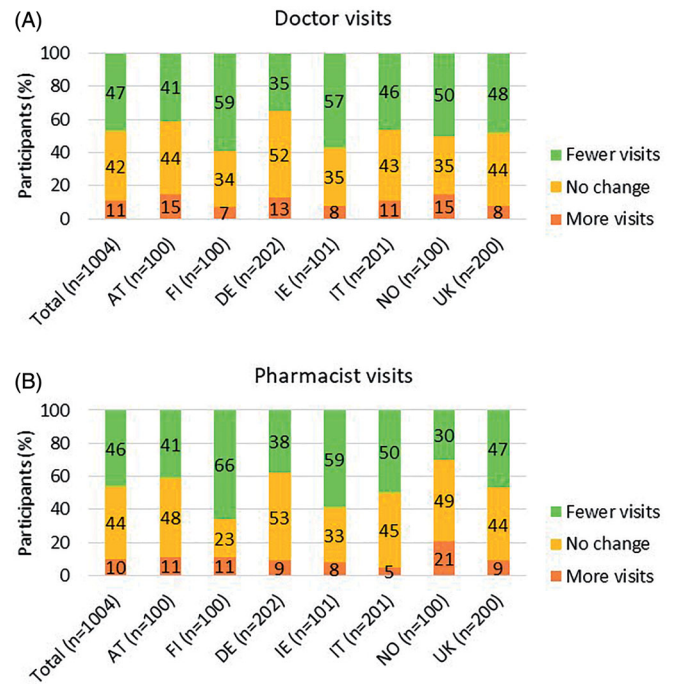 (A)
Doctor visits
Participants (%)
100
80
60
40
20
0
47 41 59 35 57 46 50 48
42 44 34 52 35 43 35 44
11 15 7 13 8 11 15 8
Total (n=1004)
AT (n=100)
FI (n=100)
DE (n=202)
IE (n=101)
IT (n=201)
NO (n=100)
UK (n=200)
Fewer visits
No change
More visits
(B)
Pharmacist visits
Participants (%)
100
80
60
40
20
0
46 41 66 38 59 50 30 47
44 48 23 53 33 45 49 44
10 11 11 9 8 5 21 9
Total (n=1004)
AT (n=100)
FI (n=100)
DE (n=202)
IE (n=101)
IT (n=201)
NO (n=100)
UK (n=200)
Fewer visits
No change
More visits